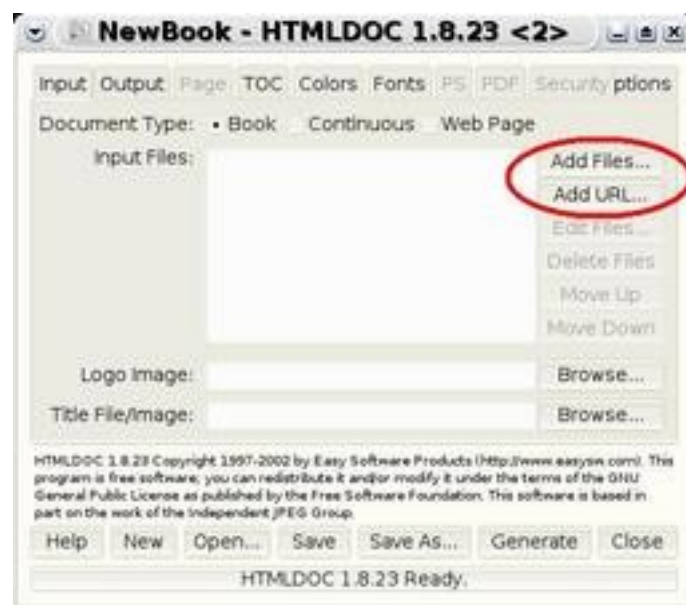 NewBook - HTMLDOC 1.8.23 <2>
Input Output Page TOC Colors Fonts PS PDF Security ptions
Document Type: Book Continuous Web Page
Input Files:
Add Files...
Add URL...
Edit Files...
Delete Files
Move Up
Move Down
Logo Image: Browse...
Title File/Image: Browse...
HTMLDOC 1.8.23 Copyright 1997-2002 by Easy Software Products (http://www.easysw.com). This
program is free software; you can redistribute it and/or modify it under the terms of the GNU
General Public License as published by the Free Software Foundation. This software is based in
part on the work of the Independent JPEG Group.
Help New Open... Save Save As... Generate Close
HTMLDOC 1.8.23 Ready.